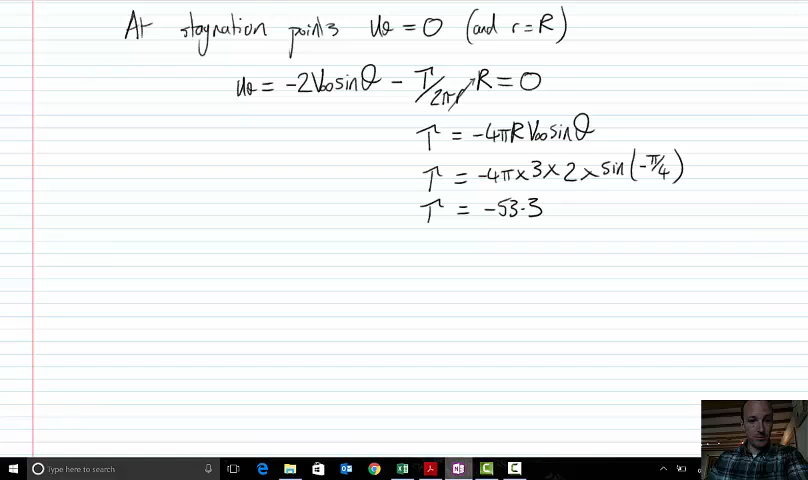 At stagnation points uθ = 0 (and r = R)
uθ = -2V∞sinθ - Γ/2πr R = 0
Γ = -4πRV∞sinθ
Γ = -4π×3×2×sin(-π/4)
Γ = -53·3
Type here to search